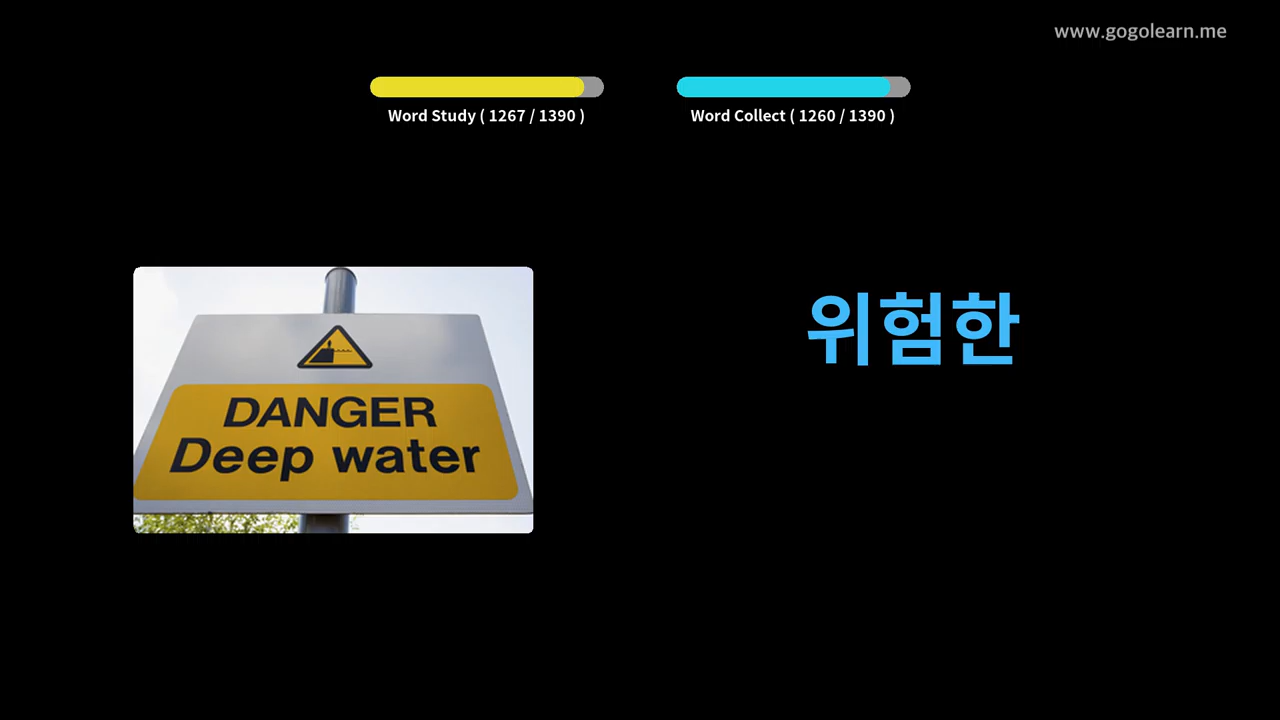 www.gogolearn.me
Word Study ( 1267 / 1390 )
Word Collect ( 1260 / 1390 )
위험한
DANGER
Deep water